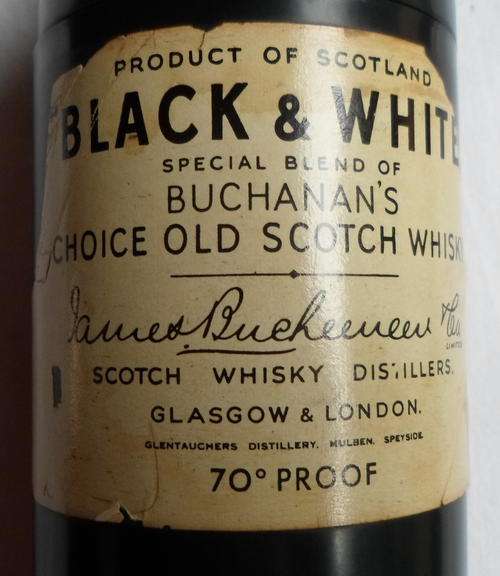 PRODUCT OF SCOTLAND
BLACK & WHITE
SPECIAL BLEND OF
BUCHANAN'S
CHOICE OLD SCOTCH WHISKY
James Buchanan & Co.
LIMITED
SCOTCH WHISKY DISTILLERS.
GLASGOW & LONDON.
GLENTAUCHERS DISTILLERY. MULBEN. SPEYSIDE
70° PROOF